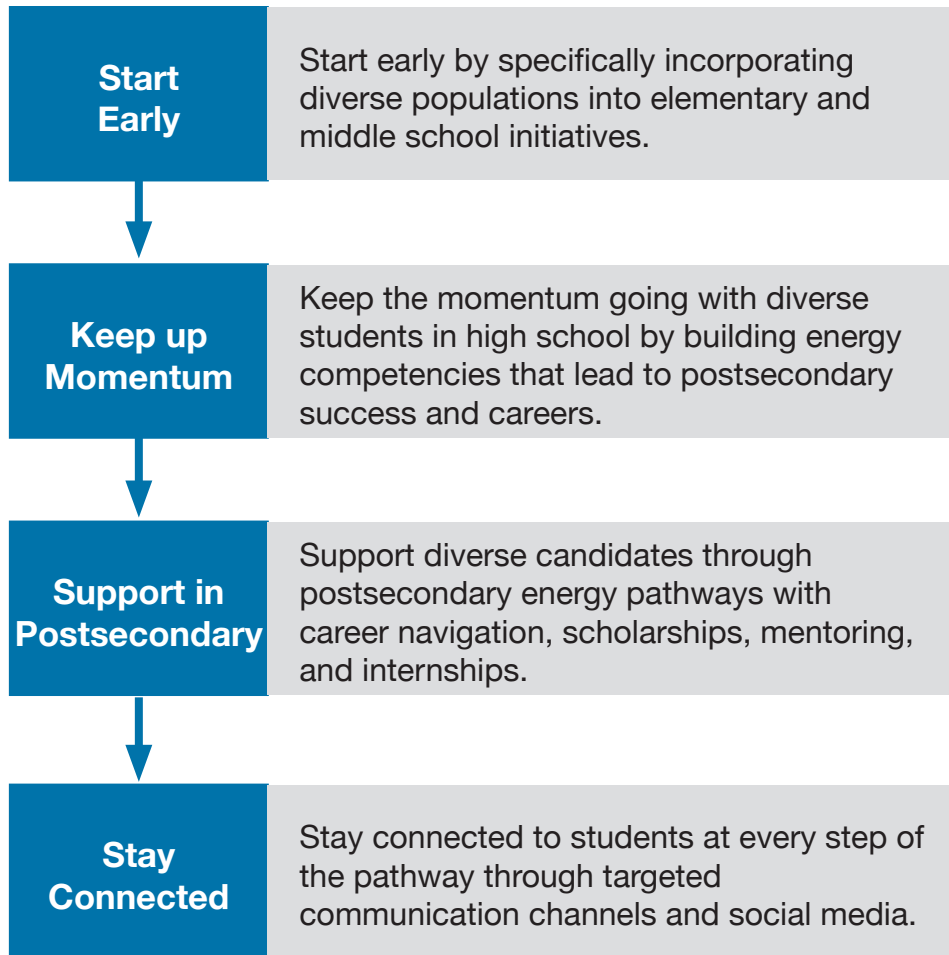 Start
Early
Start early by specifically incorporating
diverse populations into elementary and
middle school initiatives.
Keep up
Momentum
Keep the momentum going with diverse
students in high school by building energy
competencies that lead to postsecondary
success and careers.
Support in
Postsecondary
Support diverse candidates through
postsecondary energy pathways with
career navigation, scholarships, mentoring,
and internships.
Stay
Connected
Stay connected to students at every step of
the pathway through targeted
communication channels and social media.